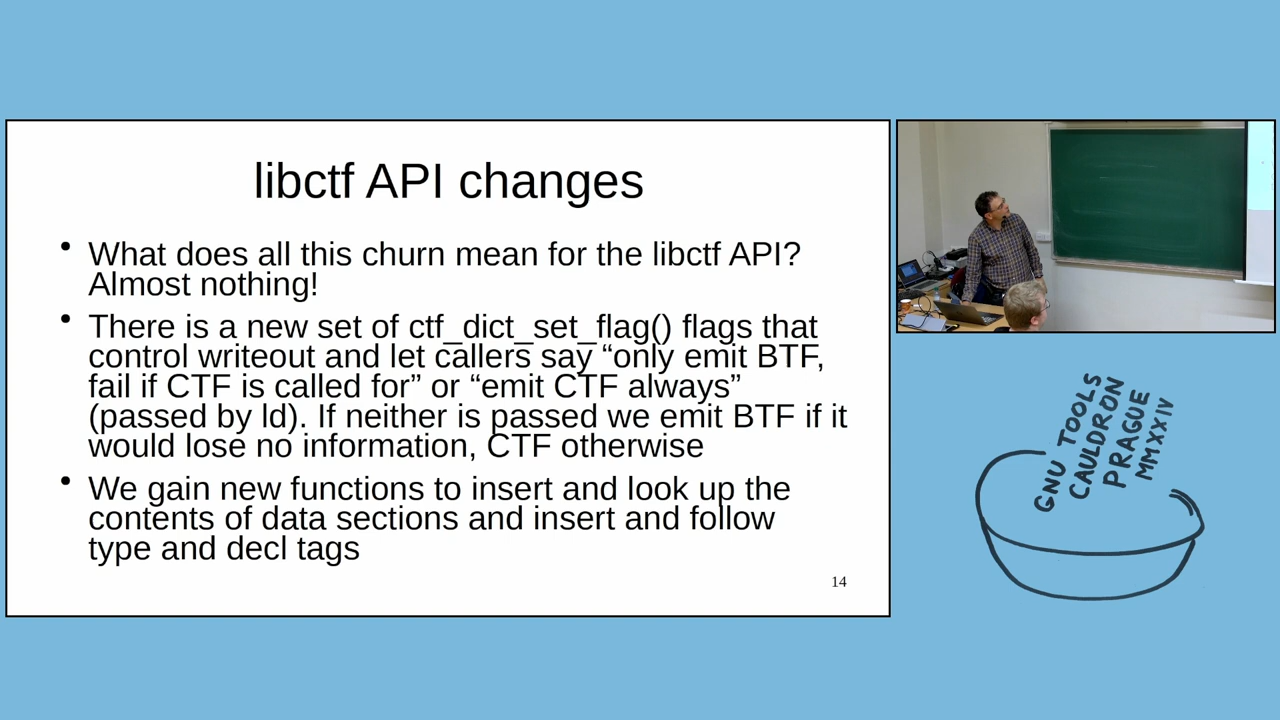 libctf API changes
• What does all this churn mean for the libctf API?
Almost nothing!
• There is a new set of ctf_dict_set_flag() flags that
control writeout and let callers say “only emit BTF,
fail if CTF is called for” or “emit CTF always”
(passed by ld). If neither is passed we emit BTF if it
would lose no information, CTF otherwise
• We gain new functions to insert and look up the
contents of data sections and insert and follow
type and decl tags
14
GNU TOOLS
CAULDRON
PRAGUE
MMXXIV